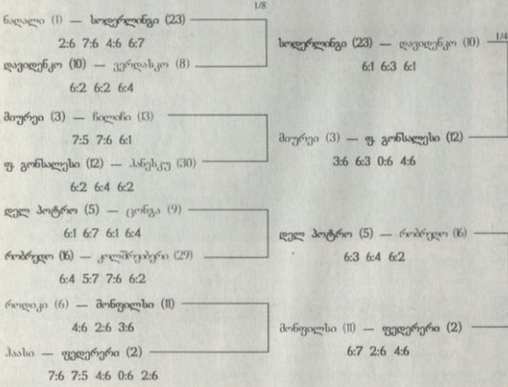 1/8
ნადალი (1) — სოდერლინგი (23)
2:6 7:6 4:6 6:7
დავიდენკო (10) — ვერდასკო (8)
6:2 6:2 6:4
მიურეი (3) — ჩილიჩი (13)
7:5 7:6 6:1
ფ. გონსალესი (12) — ჰანესკუ (30)
6:2 6:4 6:2
დელ პოტრო (5) — ცონგა (9)
6:1 6:7 6:1 6:4
რობრედო (16) — კოლშრეიბერი (29)
6:4 5:7 7:6 6:2
როდიკი (6) — მონფილსი (11)
4:6 2:6 3:6
ჰაასი — ფედერერი (2)
7:6 7:5 4:6 0:6 2:6
1/4
სოდერლინგი (23) — დავიდენკო (10)
6:1 6:3 6:1
მიურეი (3) — ფ. გონსალესი (12)
3:6 6:3 0:6 4:6
დელ პოტრო (5) — რობრედო (16)
6:3 6:4 6:2
მონფილსი (11) — ფედერერი (2)
6:7 2:6 4:6